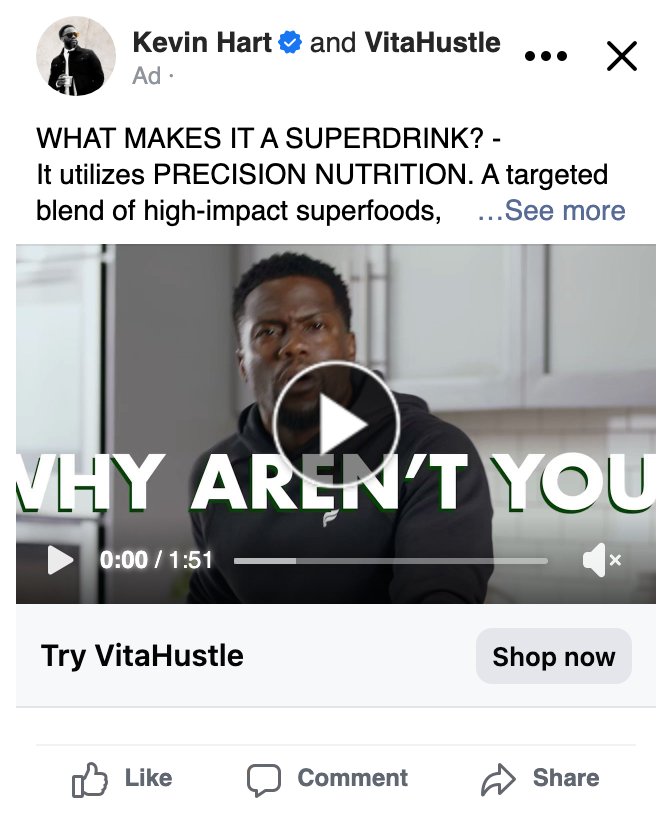 Kevin Hart and VitaHustle
Ad ·
WHAT MAKES IT A SUPERDRINK? -
It utilizes PRECISION NUTRITION. A targeted
blend of high-impact superfoods, ...See more
WHY AREN'T YOU
0:00 / 1:51
Try VitaHustle
Shop now
Like Comment Share